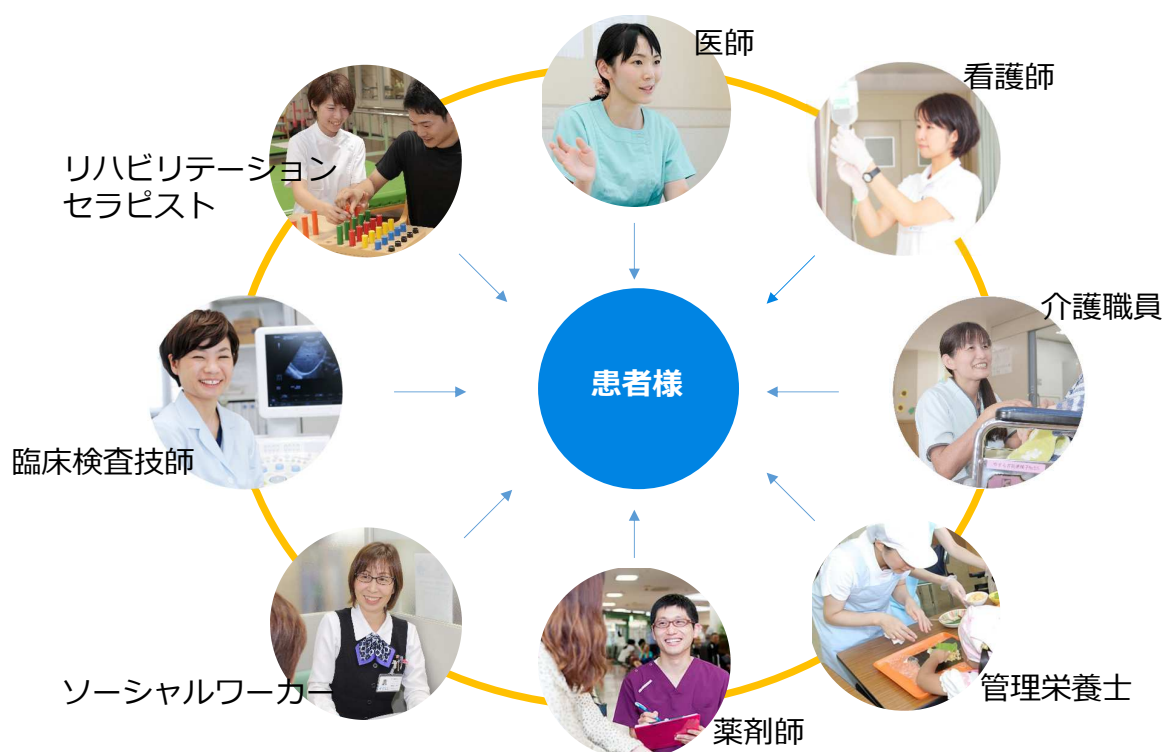 医師
看護師
リハビリテーション
セラピスト
介護職員
患者様
臨床検査技師
ソーシャルワーカー
管理栄養士
薬剤師